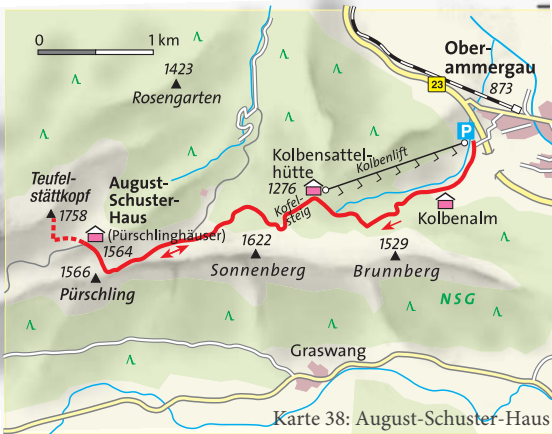 0 1 km
1423
Rosengarten
Ober-
ammergau
873
23
P
Kolbensattel-
hütte
1276
Kolbenlift
Kofel-
steig
Kolbenalm
Teufel-
stättkopf
1758
August-
Schuster-
Haus
(Pürschlinghäuser)
1564
1566
Pürschling
1622
Sonnenberg
1529
Brunnberg
NSG
Graswang
Karte 38: August-Schuster-Haus